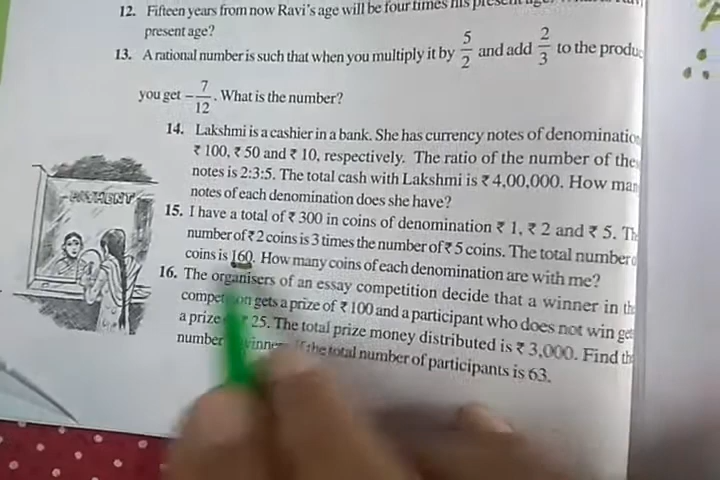 12. Fifteen years from now Ravi's age will be four times his present age.
present age?
13. A rational number is such that when you multiply it by 5/2 and add 2/3 to the produc
you get -7/12. What is the number?
14. Lakshmi is a cashier in a bank. She has currency notes of denominatio
₹ 100, ₹ 50 and ₹ 10, respectively. The ratio of the number of the
notes is 2:3:5. The total cash with Lakshmi is ₹ 4,00,000. How man
notes of each denomination does she have?
PAYMENT
15. I have a total of ₹ 300 in coins of denomination ₹ 1, ₹ 2 and ₹ 5. Th
number of ₹ 2 coins is 3 times the number of ₹ 5 coins. The total number
coins is 160. How many coins of each denomination are with me?
16. The organisers of an essay competition decide that a winner in th
gets a prize of ₹ 100 and a participant who does not win get
a prize ₹ 25. The total prize money distributed is ₹ 3,000. Find th
number if the total number of participants is 63.